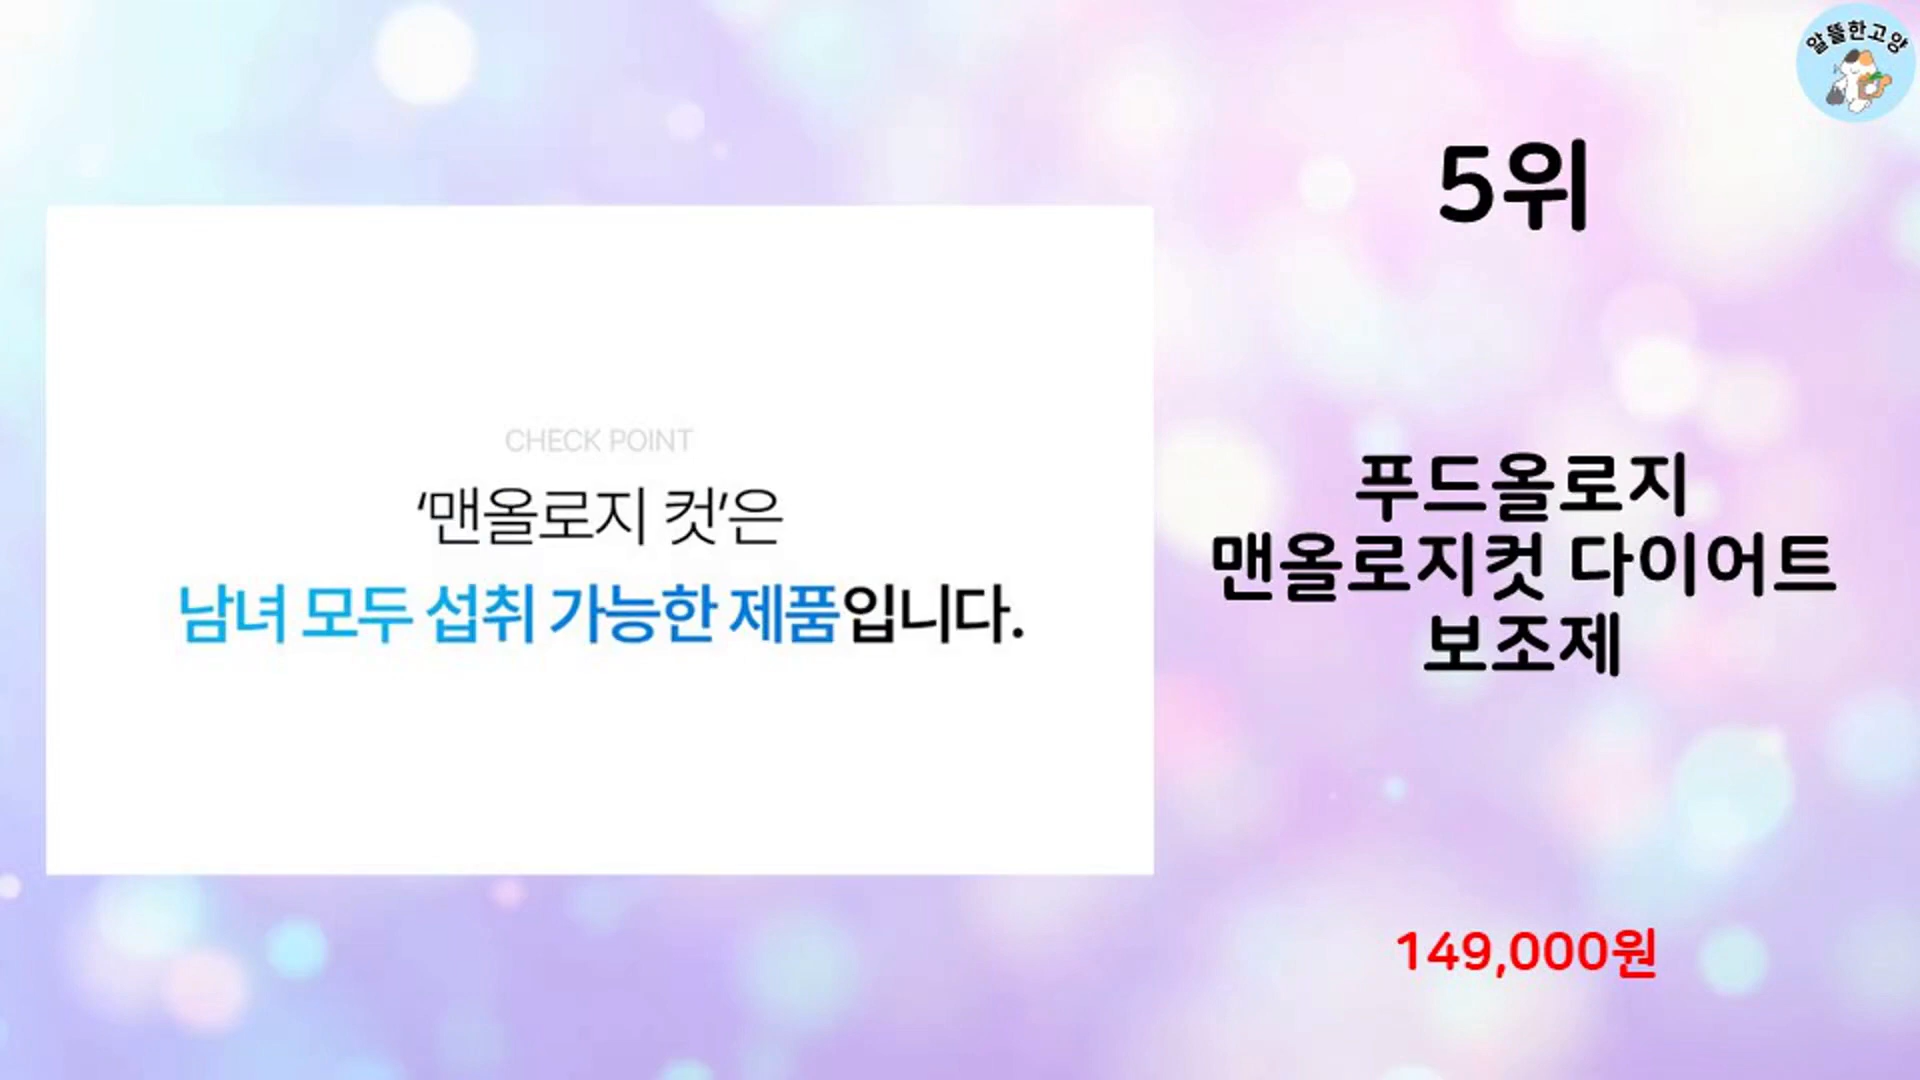 알뜰한고양
5위
CHECK POINT
‘맨올로지 컷’은
남녀 모두 섭취 가능한 제품입니다.
푸드올로지
맨올로지컷 다이어트
보조제
149,000원